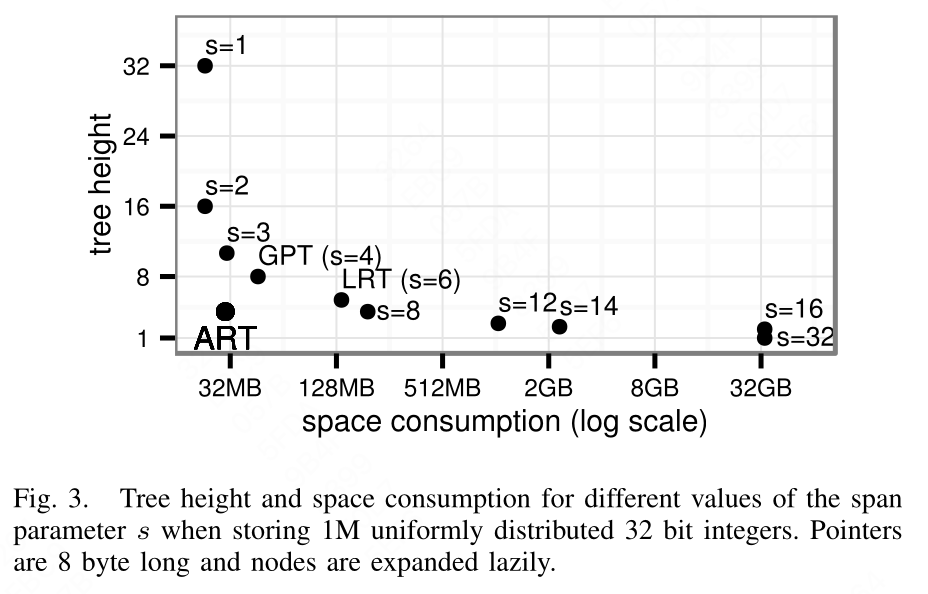 s=1
32
24
s=2
16
s=3
GPT (s=4)
8
LRT (s=6)
s=8
s=12
s=14
s=16
ART
1
s=32
tree height
32MB 128MB 512MB 2GB 8GB 32GB
space consumption (log scale)
Fig. 3. Tree height and space consumption for different values of the span
parameter s when storing 1M uniformly distributed 32 bit integers. Pointers
are 8 byte long and nodes are expanded lazily.